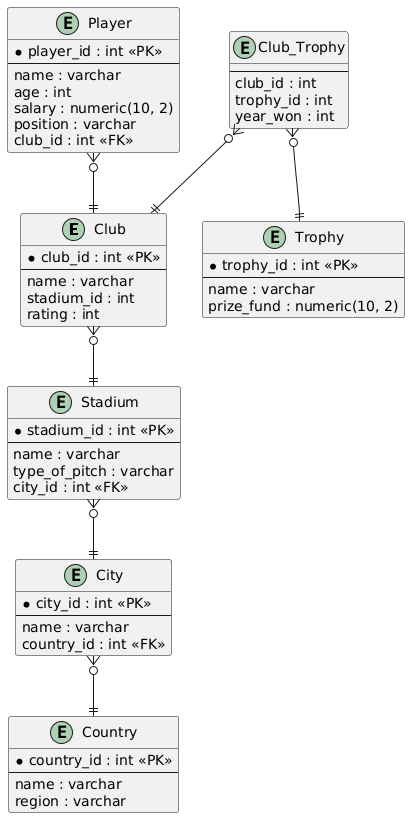 E Player
* player_id : int «PK»
name : varchar
age : int
salary : numeric(10, 2)
position : varchar
club_id : int «FK»
E Club_Trophy
club_id : int
trophy_id : int
year_won : int
E Club
* club_id : int «PK»
name : varchar
stadium_id : int
rating : int
E Trophy
* trophy_id : int «PK»
name : varchar
prize_fund : numeric(10, 2)
E Stadium
* stadium_id : int «PK»
name : varchar
type_of_pitch : varchar
city_id : int «FK»
E City
* city_id : int «PK»
name : varchar
country_id : int «FK»
E Country
* country_id : int «PK»
name : varchar
region : varchar